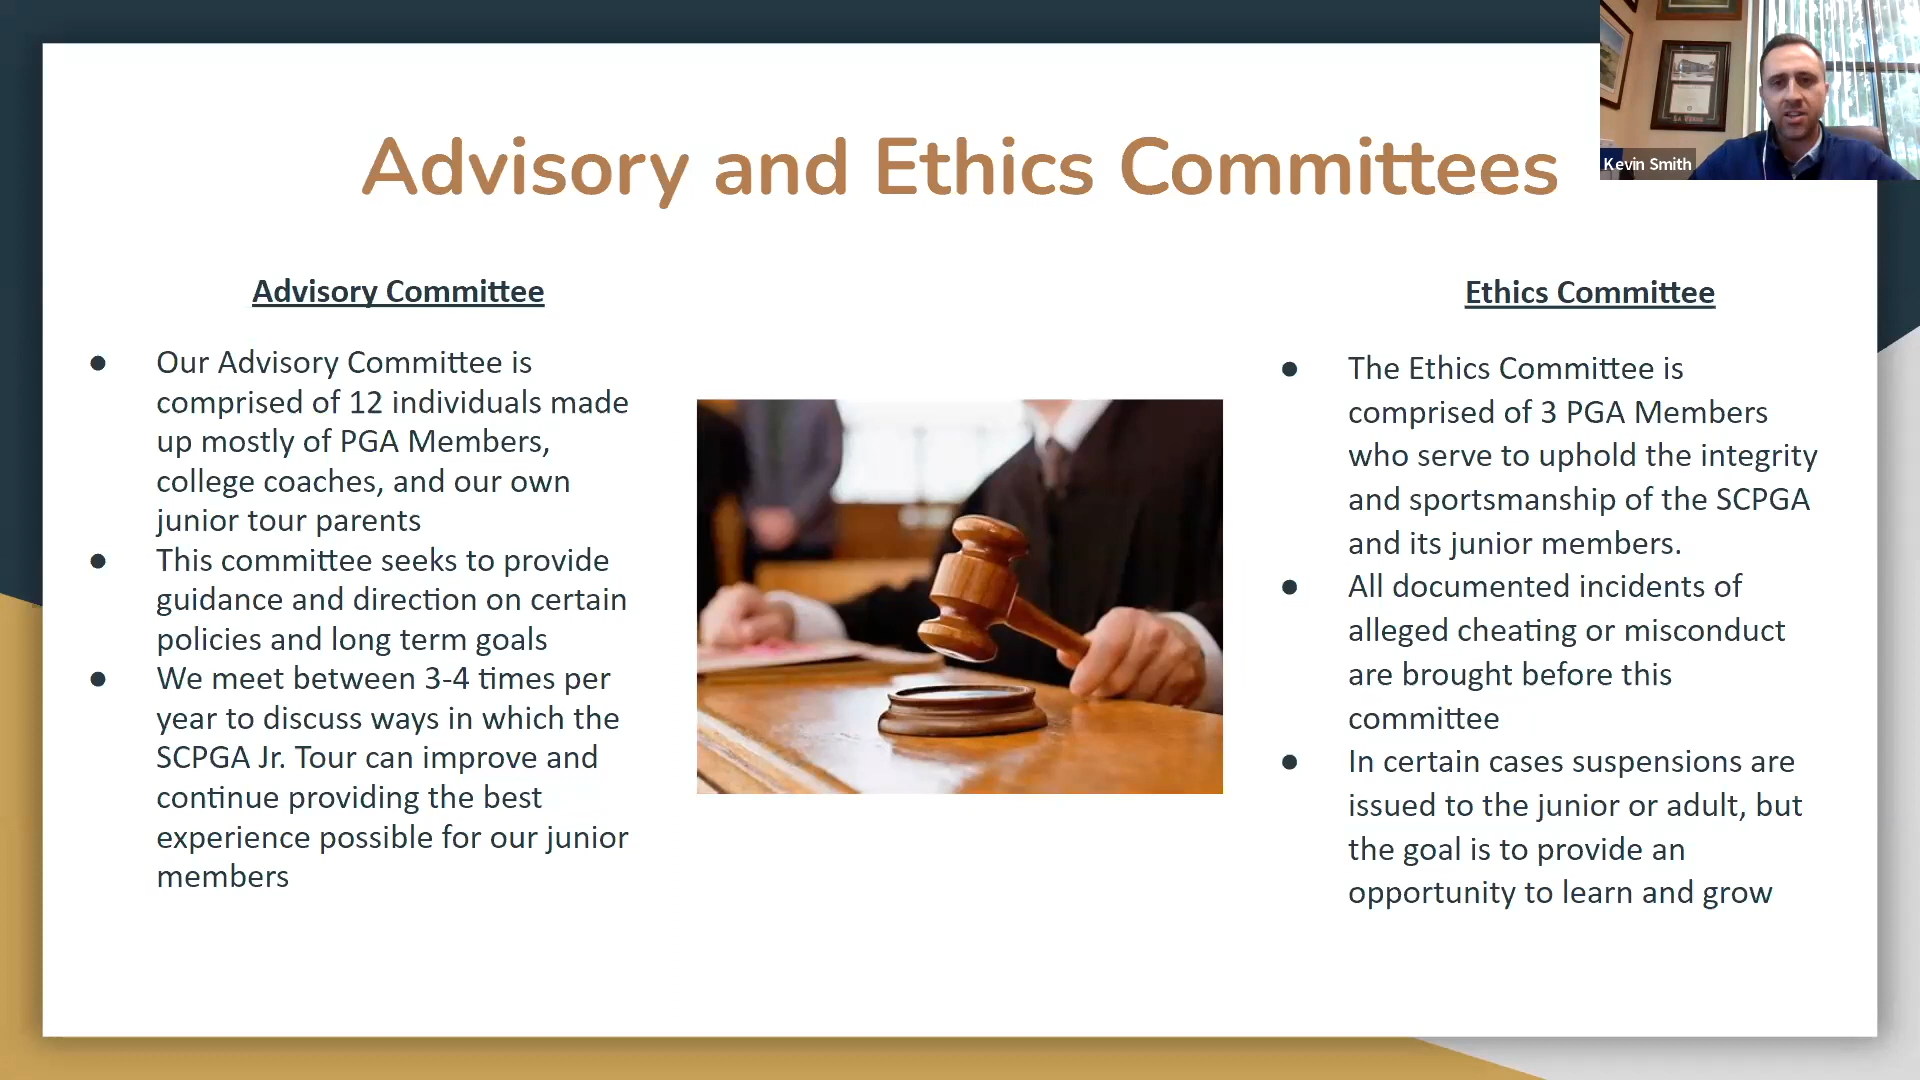 Advisory and Ethics Committees
Kevin Smith
Advisory Committee
● Our Advisory Committee is
comprised of 12 individuals made
up mostly of PGA Members,
college coaches, and our own
junior tour parents
● This committee seeks to provide
guidance and direction on certain
policies and long term goals
● We meet between 3-4 times per
year to discuss ways in which the
SCPGA Jr. Tour can improve and
continue providing the best
experience possible for our junior
members
Ethics Committee
● The Ethics Committee is
comprised of 3 PGA Members
who serve to uphold the integrity
and sportsmanship of the SCPGA
and its junior members.
● All documented incidents of
alleged cheating or misconduct
are brought before this
committee
● In certain cases suspensions are
issued to the junior or adult, but
the goal is to provide an
opportunity to learn and grow